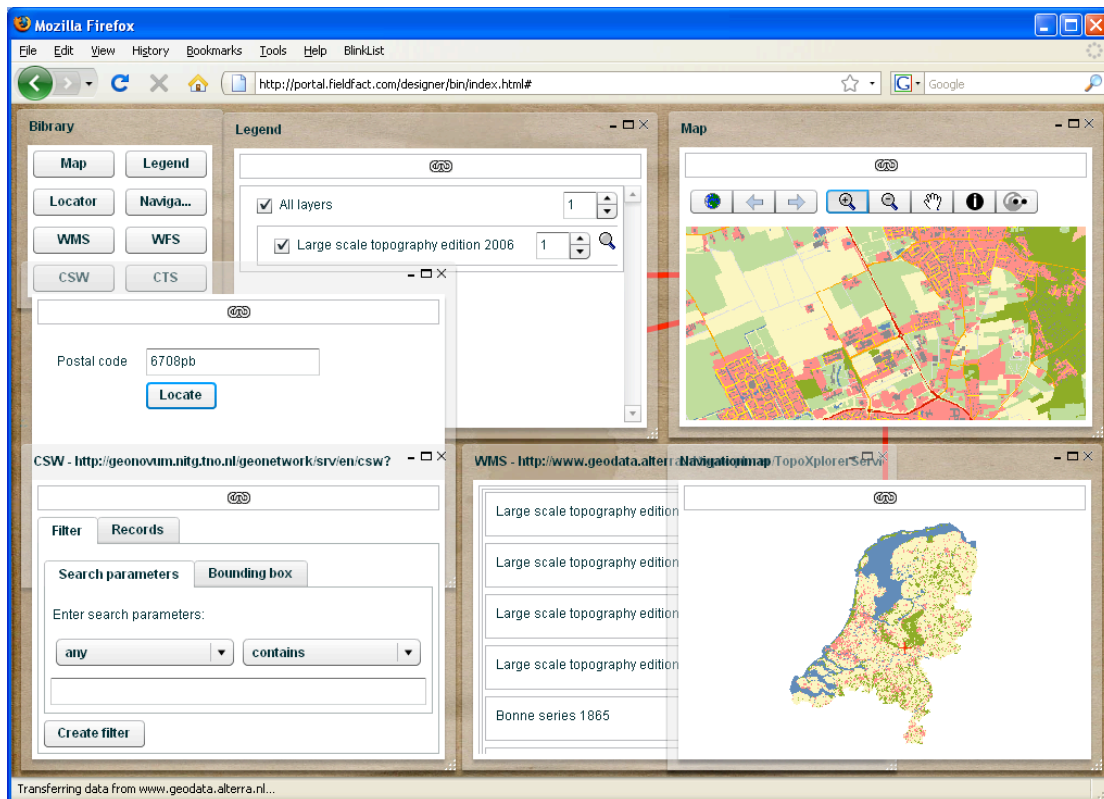 Mozilla Firefox
File Edit View History Bookmarks Tools Help BlinkList
http://portal.fieldfact.com/designer/bin/index.html#
G Google
Bibrary
Map Legend
Locator Naviga...
WMS WFS
CSW CTS
Legend
All layers 1
Large scale topography edition 2006 1
Map
Postal code 6708pb
Locate
CSW - http://geonovum.nitg.tno.nl/geonetwork/srv/en/csw?
Filter Records
Search parameters Bounding box
Enter search parameters:
any contains
Create filter
WMS - http://www.geodata.alterra
/TopoXplorerServi
Large scale topography edition
Large scale topography edition
Large scale topography edition
Large scale topography edition
Bonne series 1865
Navigationmap
Transferring data from www.geodata.alterra.nl...